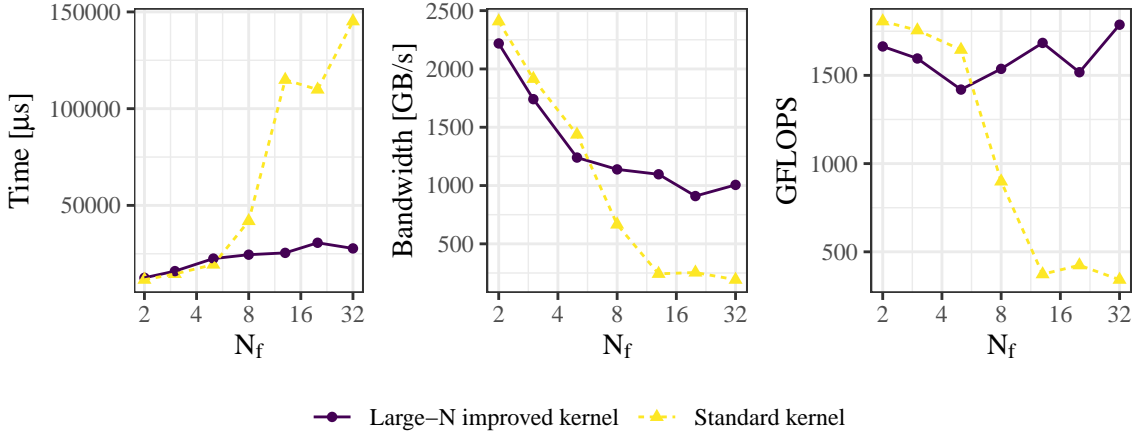 Time [µs]
150000
100000
50000
2 4 8 16 32
N_f
Bandwidth [GB/s]
2500
2000
1500
1000
500
2 4 8 16 32
N_f
GFLOPS
1500
1000
500
2 4 8 16 32
N_f
Large−N improved kernel Standard kernel